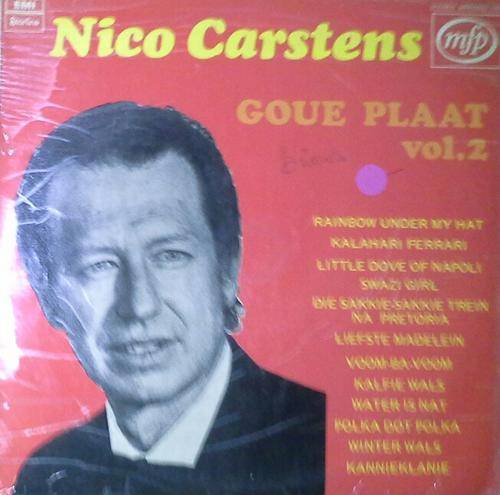 EMI
Stereo
Nico Carstens
mfp
GOUE PLAAT
vol.2
RAINBOW UNDER MY HAT
KALAHARI FERRARI
LITTLE DOVE OF NAPOLI
SWAZI GIRL
DIE SAKKIE-SAKKIE TREIN
NA PRETORIA
LIEFSTE MADELEIN
VOOM-BA-VOOM
KALFIE WALS
WATER IS NAT
POLKA DOT POLKA
WINTER WALS
KANNIEKLANIE